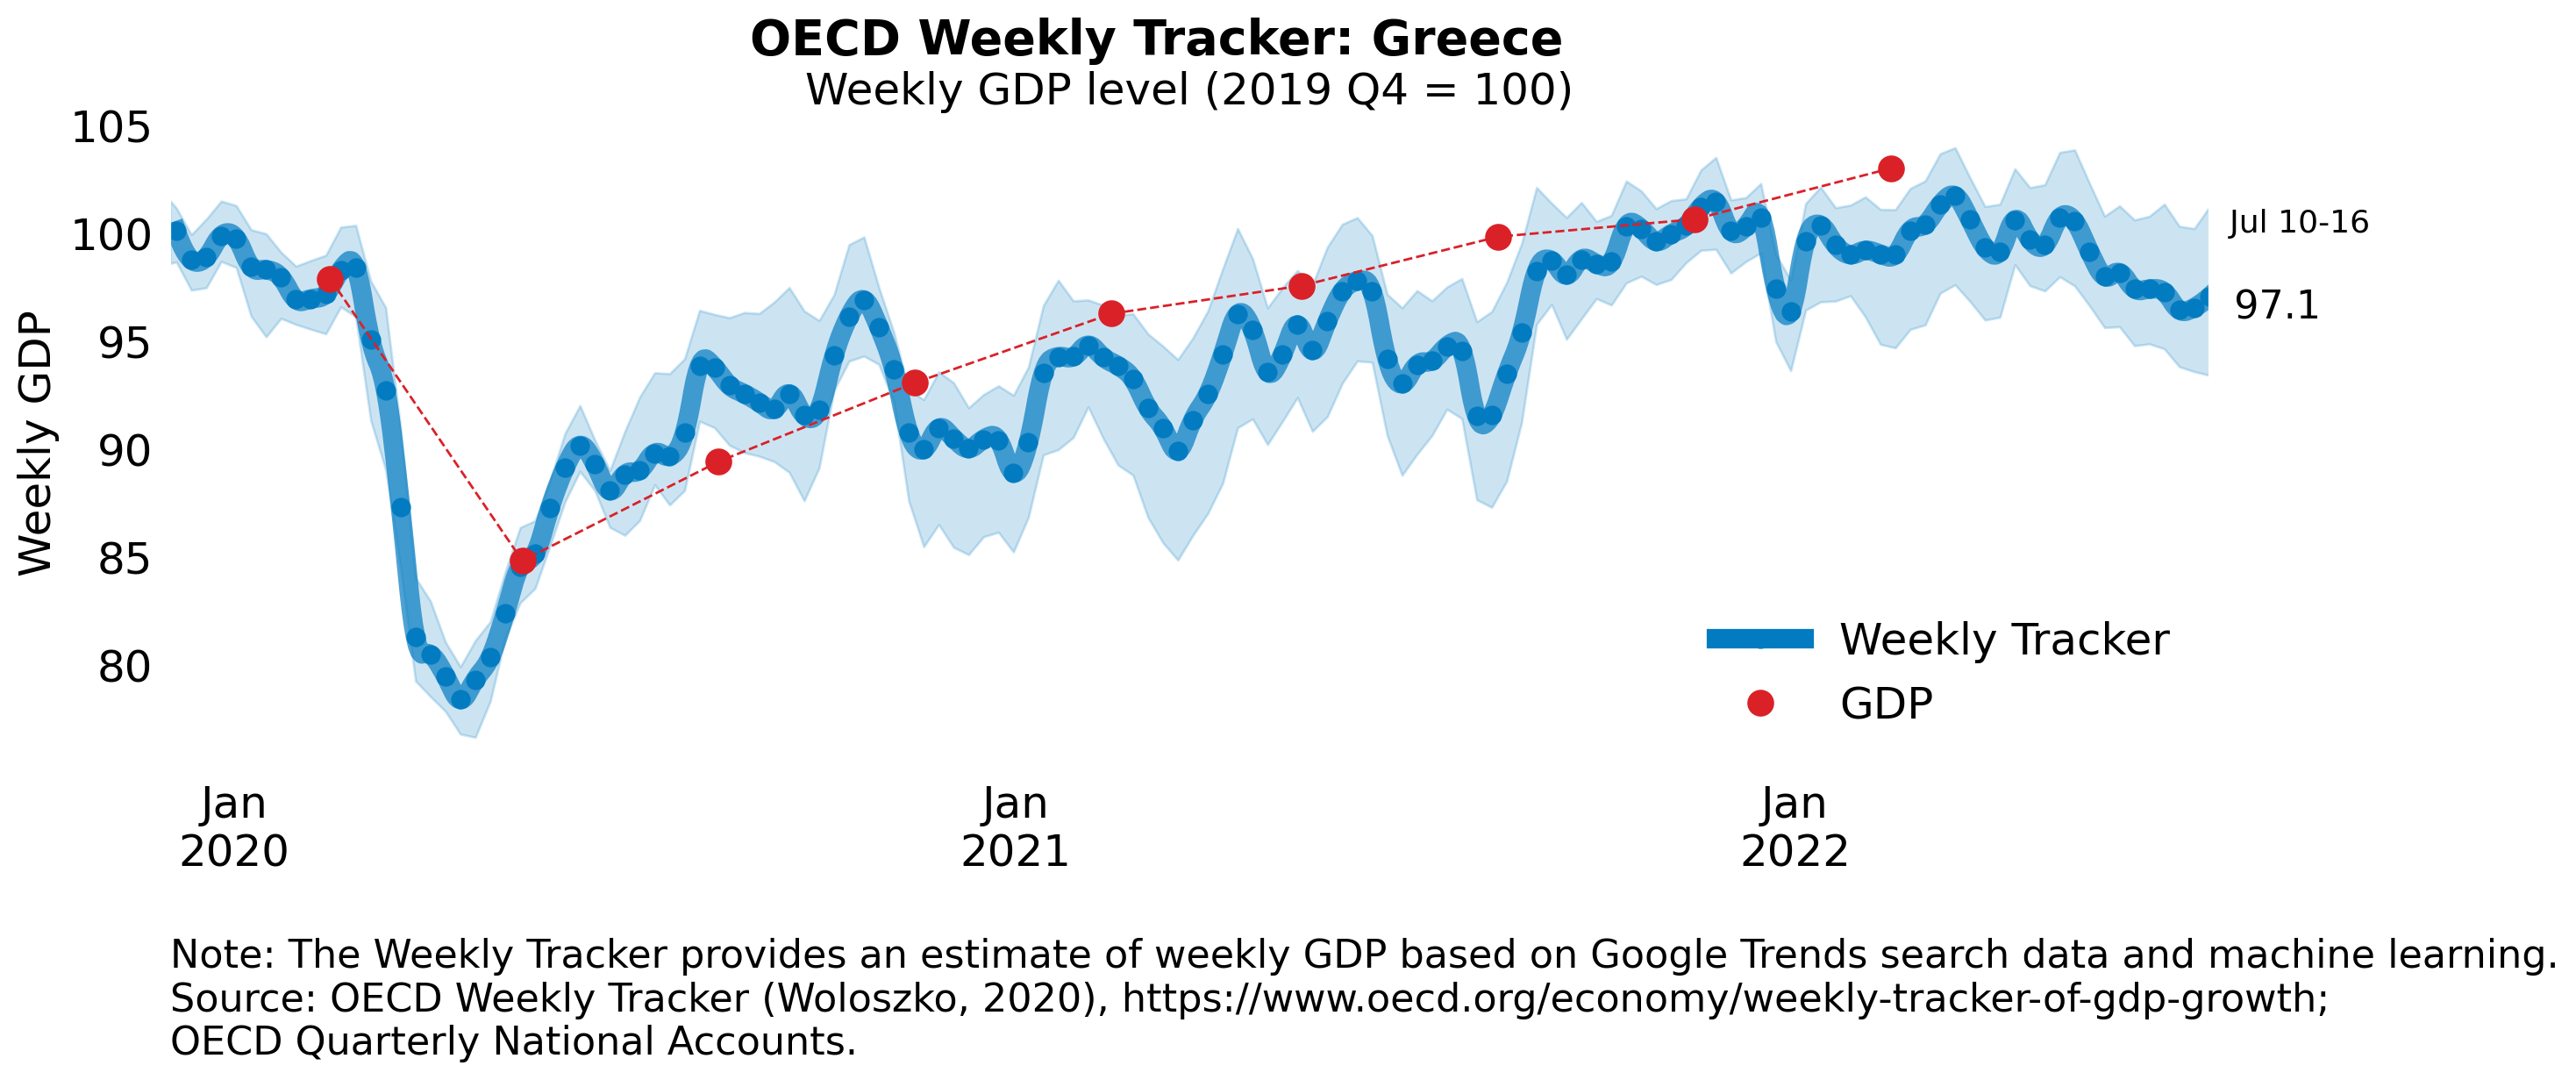 OECD Weekly Tracker: Greece
Weekly GDP level (2019 Q4 = 100)
105
100
95
90
85
80
Weekly GDP
Jul 10-16
97.1
Weekly Tracker
GDP
Jan
2020
Jan
2021
Jan
2022
Note: The Weekly Tracker provides an estimate of weekly GDP based on Google Trends search data and machine learning.
Source: OECD Weekly Tracker (Woloszko, 2020), https://www.oecd.org/economy/weekly-tracker-of-gdp-growth;
OECD Quarterly National Accounts.